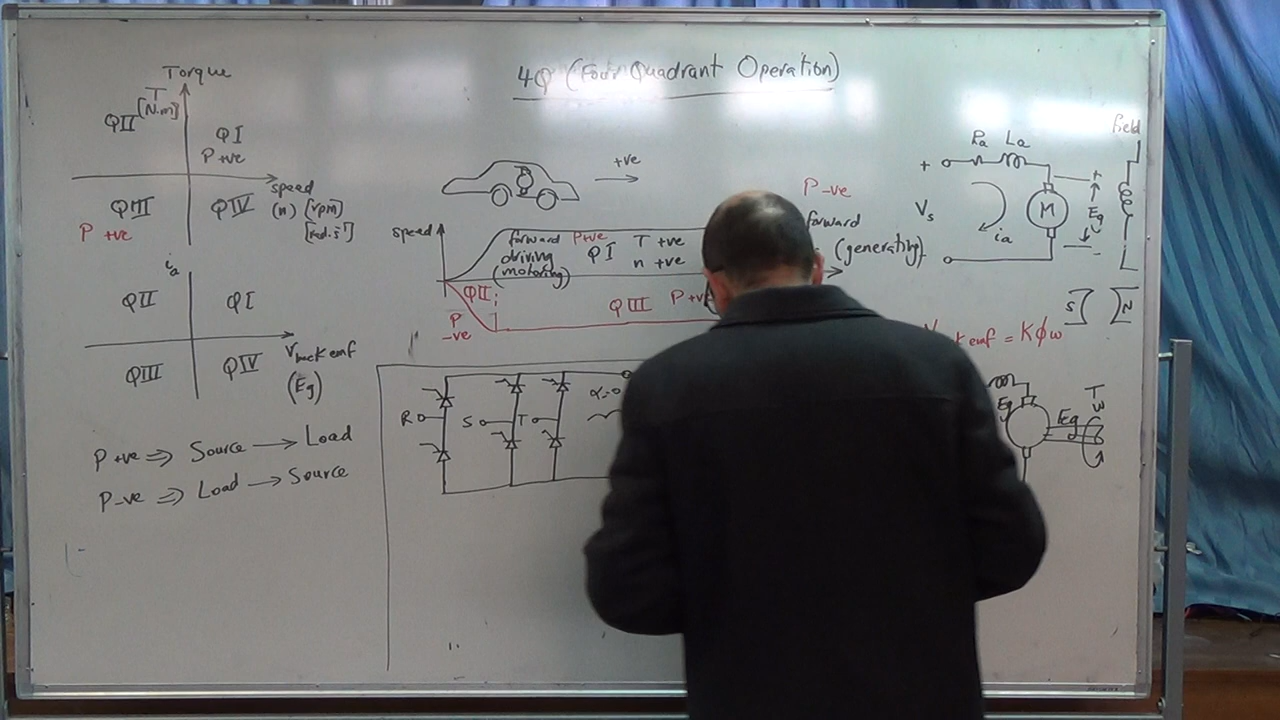 4Q (Four Quadrant Operation)
Torque
T
[N.m]
QII
QI
P +ve
QIII
P +ve
QIV
speed
(n) [rpm]
[rad.s⁻¹]
ia
QII
QI
QIII
QIV
Vback emf
(Eg)
P +ve ⇒ Source → Load
P -ve ⇒ Load → Source
+ve
speed
forward
driving
(motoring)
P+ve
QI
T +ve
n +ve
QII
P
-ve
QIII
P +ve
P -ve
forward
(generating)
R
S
T
α=0
Ra La
+
Vs
ia
M
+
Eg
-
field
S
N
k emf = Kϕω
Eg
Eg
T
W